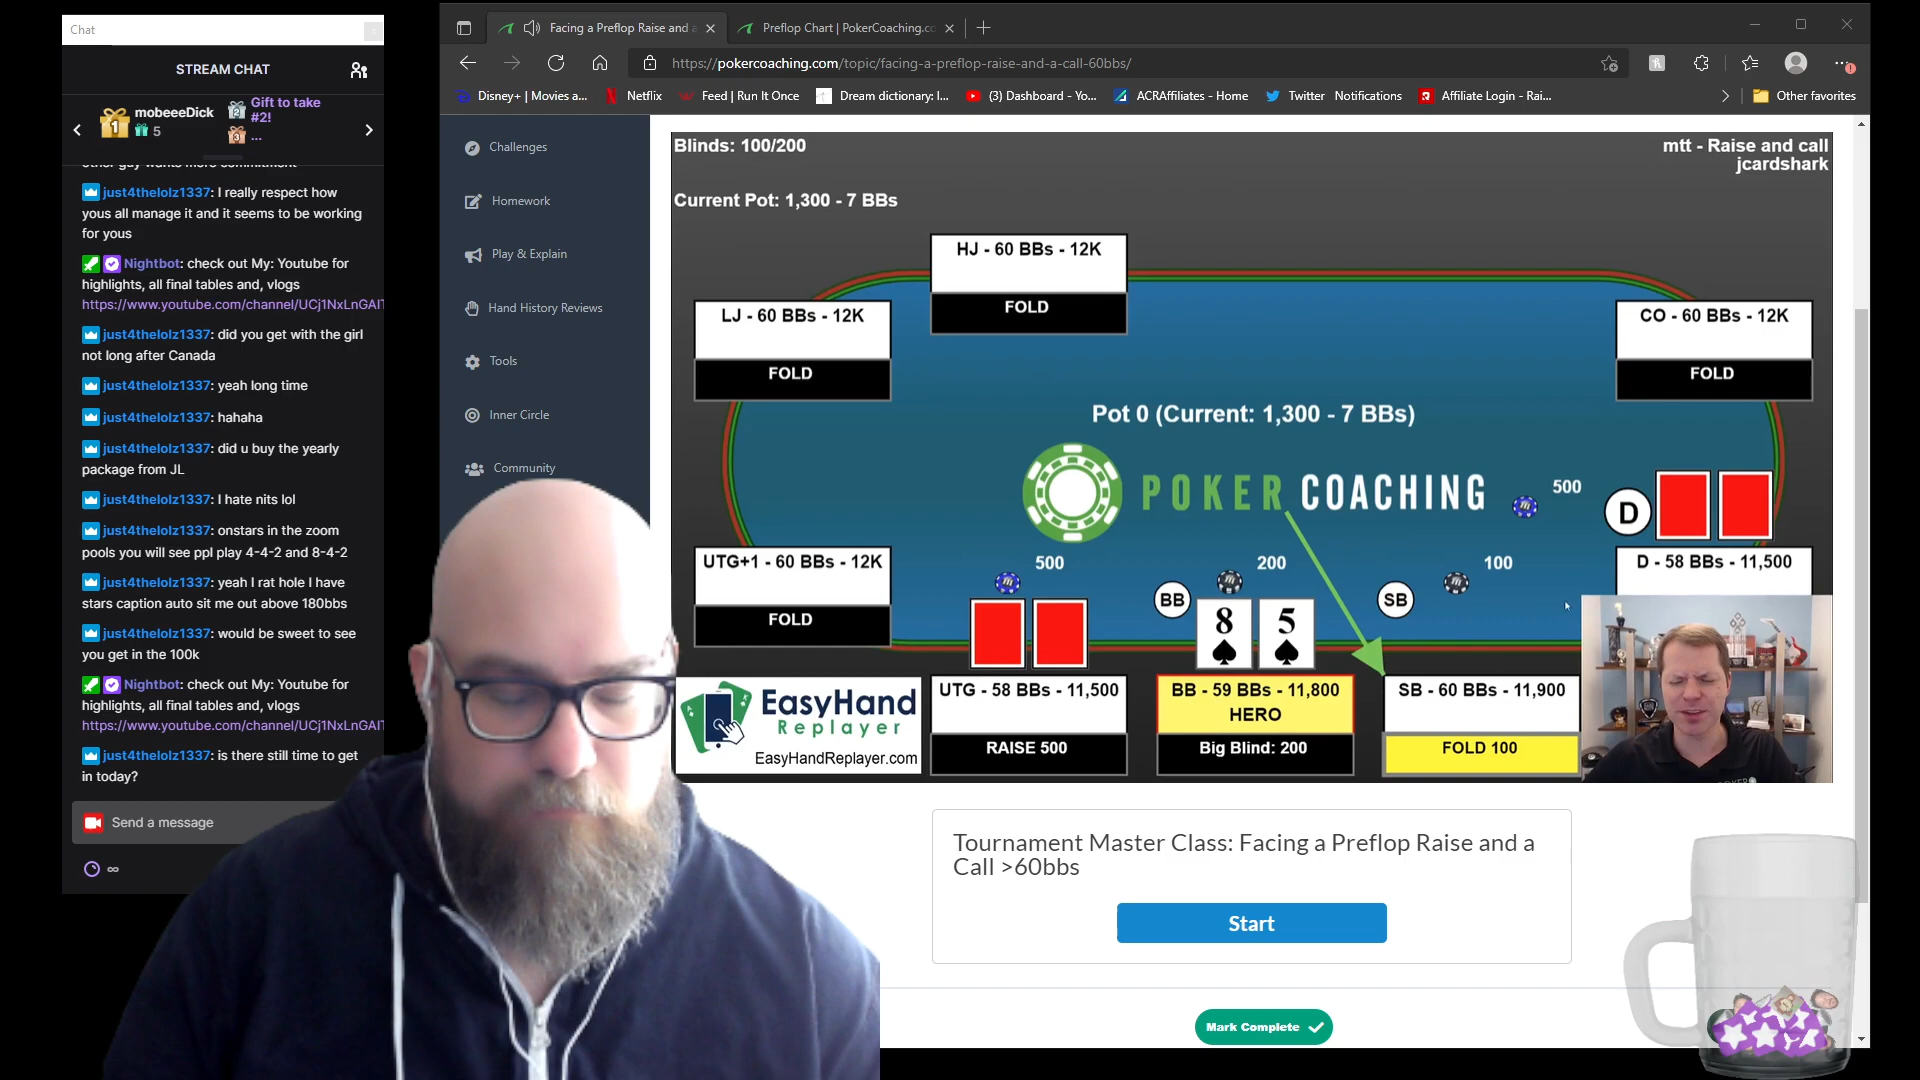 Chat
STREAM CHAT
mobeeeDick
5
Gift to take
#2!
...
just4thelolz1337: I really respect how
yous all manage it and it seems to be working
for yous
Nightbot: check out My: Youtube for
highlights, all final tables and, vlogs
https://www.youtube.com/channel/UCj1NxLnGAI
just4thelolz1337: did you get with the girl
not long after Canada
just4thelolz1337: yeah long time
just4thelolz1337: hahaha
just4thelolz1337: did u buy the yearly
package from JL
just4thelolz1337: I hate nits lol
just4thelolz1337: onstars in the zoom
pools you will see ppl play 4-4-2 and 8-4-2
just4thelolz1337: yeah I rat hole I have
stars caption auto sit me out above 180bbs
just4thelolz1337: would be sweet to see
you get in the 100k
Nightbot: check out My: Youtube for
highlights, all final tables and, vlogs
https://www.youtube.com/channel/UCj1NxLnGAI
just4thelolz1337: is there still time to get
in today?
Send a message
∞
Facing a Preflop Raise and a
Preflop Chart | PokerCoaching.co
https://pokercoaching.com/topic/facing-a-preflop-raise-and-a-call-60bbs/
Disney+ | Movies a...
Netflix
Feed | Run It Once
Dream dictionary: I...
(3) Dashboard - Yo...
ACRAffiliates - Home
Twitter
Notifications
Affiliate Login - Rai...
Other favorites
Challenges
Homework
Play & Explain
Hand History Reviews
Tools
Inner Circle
Community
Blinds: 100/200
mtt - Raise and call
jcardshark
Current Pot: 1,300 - 7 BBs
HJ - 60 BBs - 12K
FOLD
LJ - 60 BBs - 12K
FOLD
CO - 60 BBs - 12K
FOLD
Pot 0 (Current: 1,300 - 7 BBs)
POKER COACHING
500
D
UTG+1 - 60 BBs - 12K
FOLD
500
BB
200
SB
100
D - 58 BBs - 11,500
8
5
EasyHand
Replayer
EasyHandReplayer.com
UTG - 58 BBs - 11,500
RAISE 500
BB - 59 BBs - 11,800
HERO
Big Blind: 200
SB - 60 BBs - 11,900
FOLD 100
Tournament Master Class: Facing a Preflop Raise and a
Call >60bbs
Start
Mark Complete